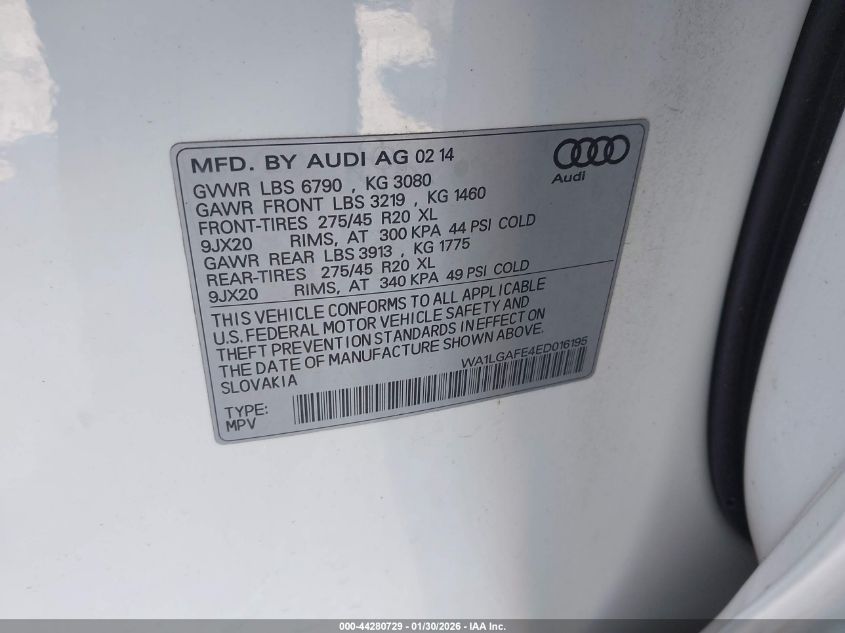 MFD. BY AUDI AG 02 14
Audi
GVWR LBS 6790 , KG 3080
GAWR FRONT LBS 3219 , KG 1460
FRONT-TIRES 275/45 R20 XL
9JX20 RIMS, AT 300 KPA 44 PSI COLD
GAWR REAR LBS 3913 , KG 1775
REAR-TIRES 275/45 R20 XL
9JX20 RIMS, AT 340 KPA 49 PSI COLD
THIS VEHICLE CONFORMS TO ALL APPLICABLE
U.S. FEDERAL MOTOR VEHICLE SAFETY AND
THEFT PREVENTION STANDARDS IN EFFECT ON
THE DATE OF MANUFACTURE SHOWN ABOVE.
SLOVAKIA
WA1LGAFE4ED016195
TYPE:
MPV
000-44280729 - 01/30/2026 - IAA Inc.